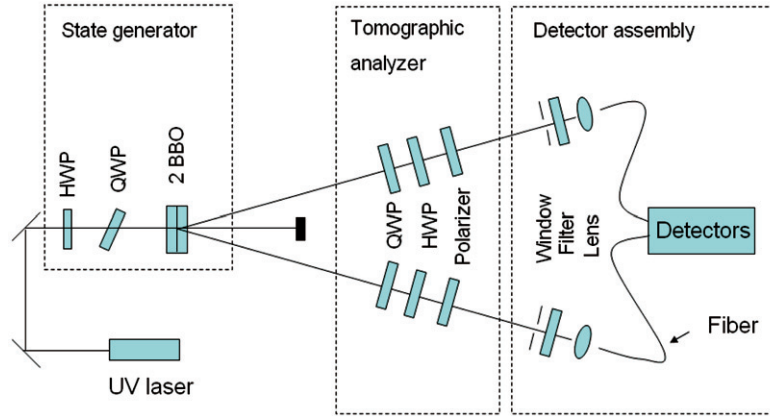 State generator
Tomographic
analyzer
Detector assembly
HWP
QWP
2 BBO
QWP
HWP
Polarizer
Window
Filter
Lens
Detectors
Fiber
UV laser